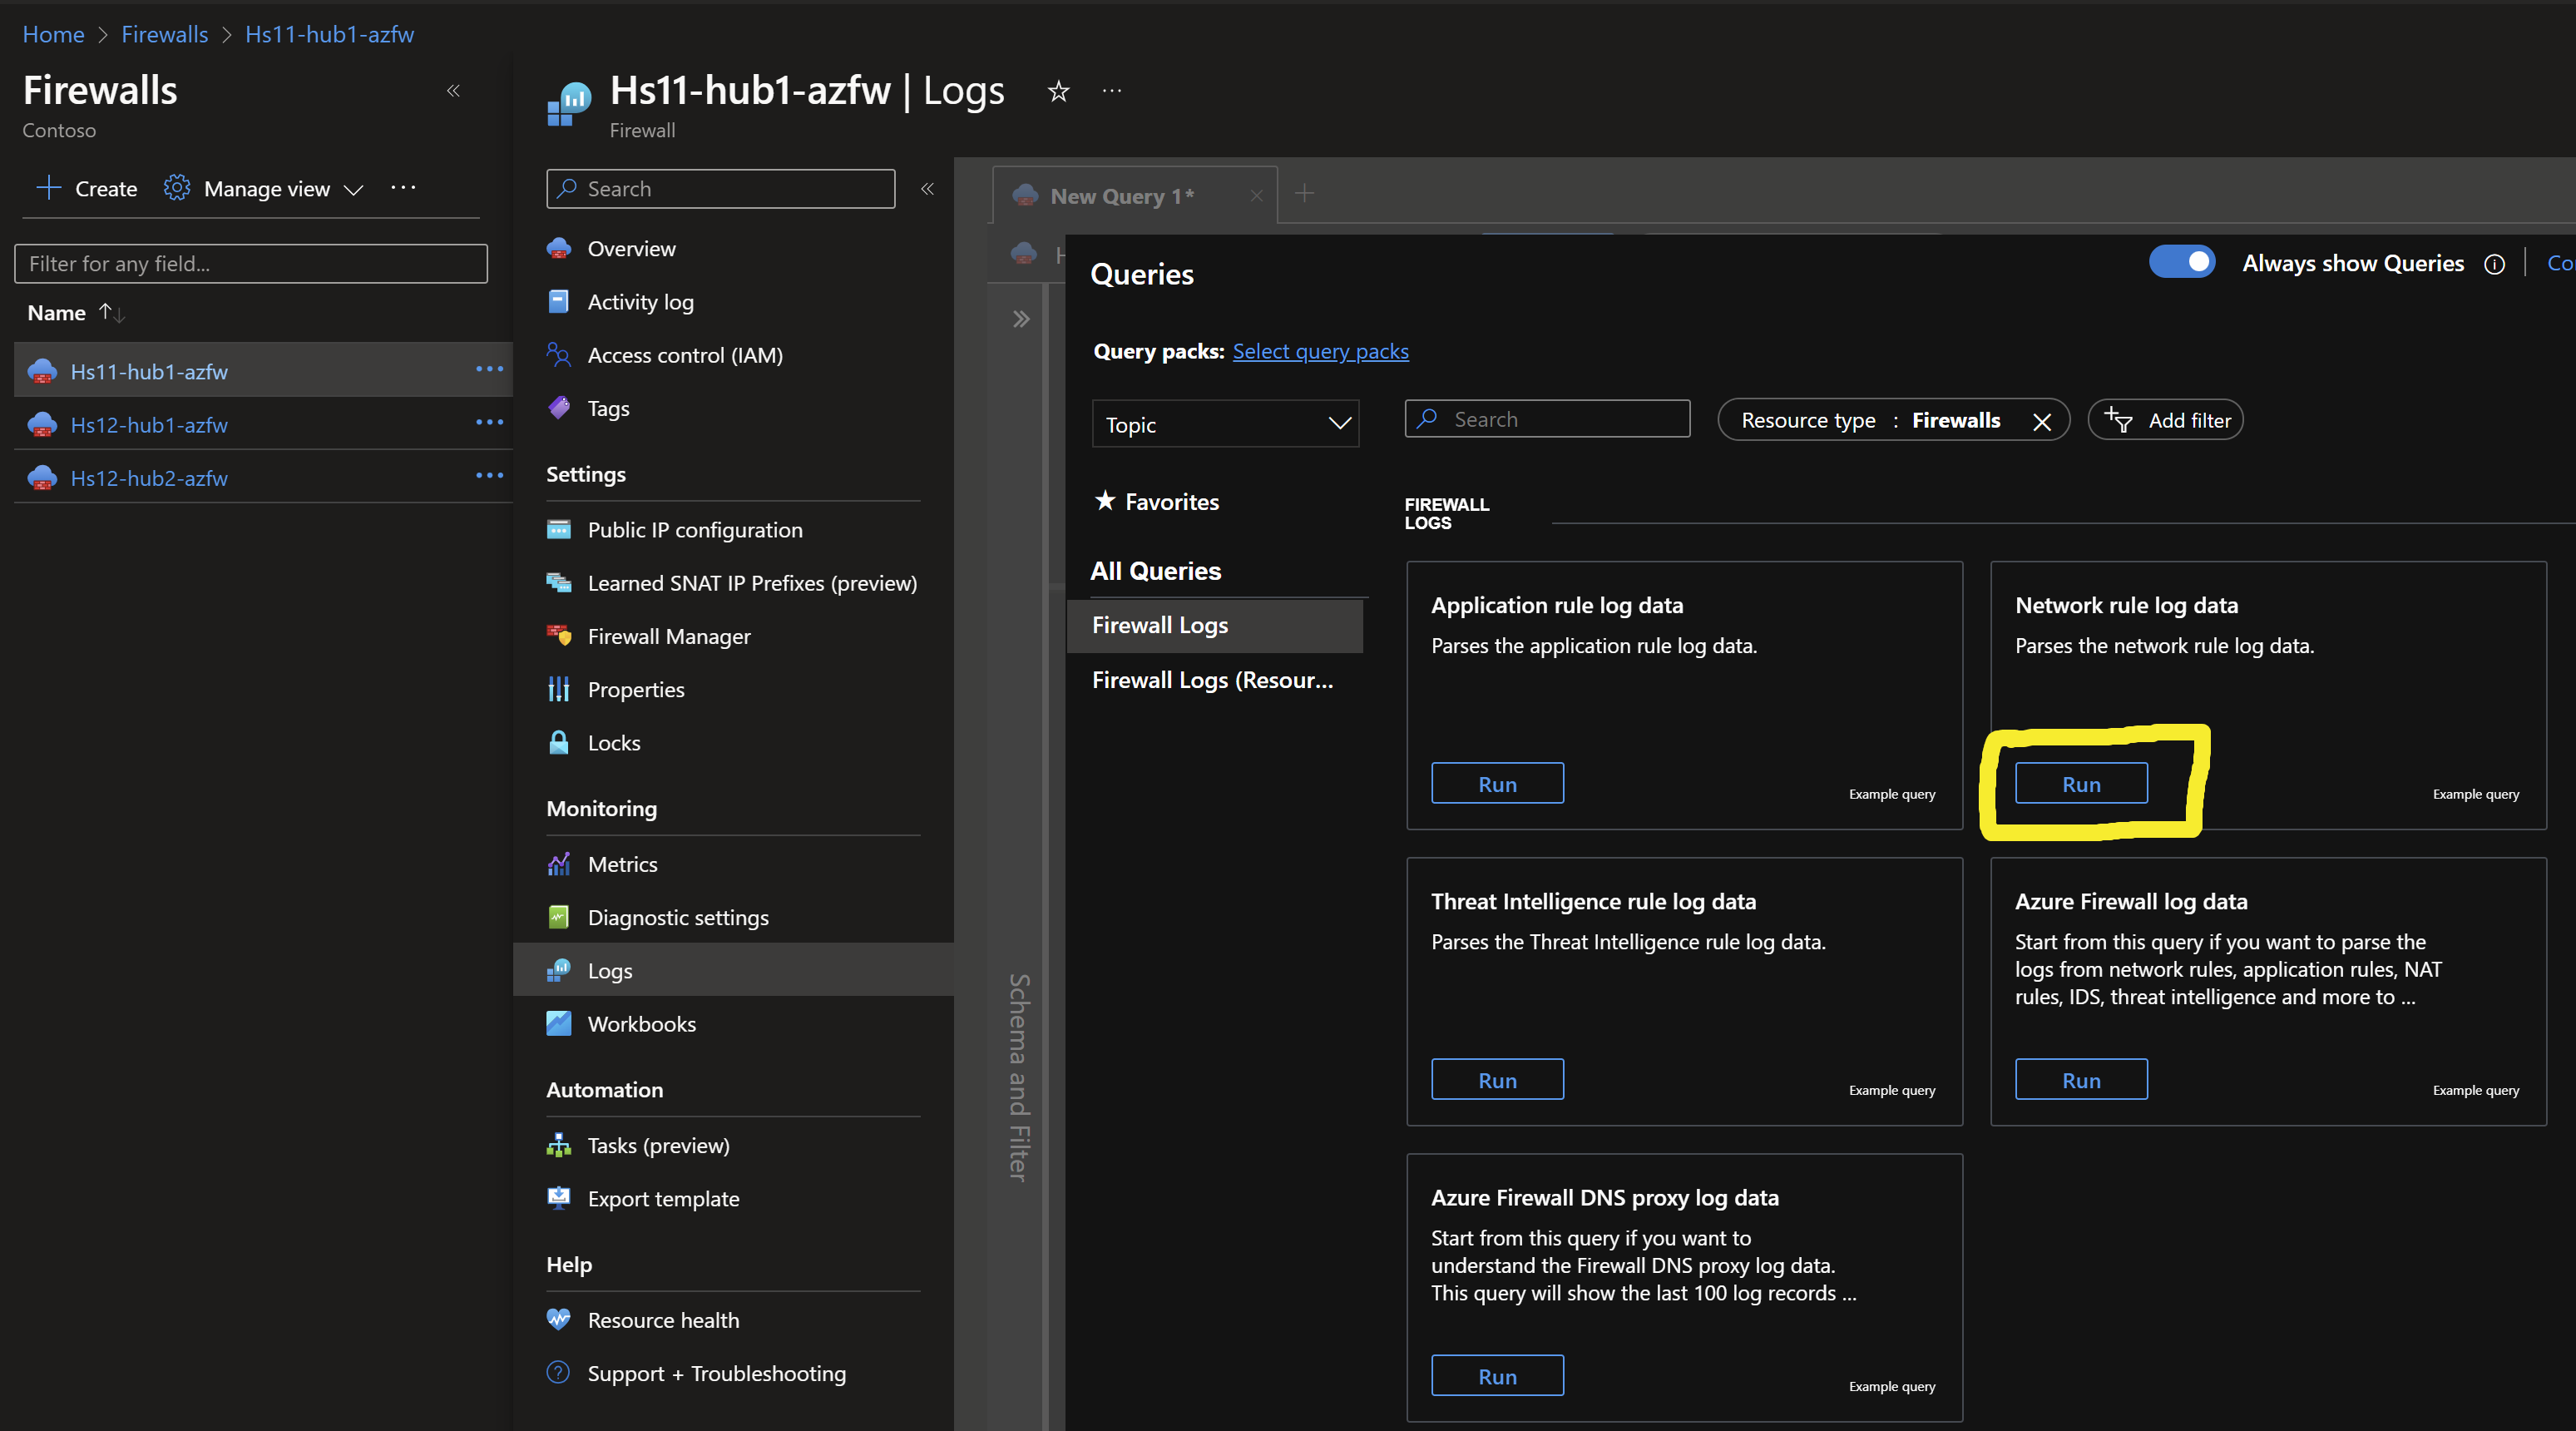 Home > Firewalls > Hs11-hub1-azfw
Firewalls
Contoso
Create Manage view
Filter for any field...
Name
Hs11-hub1-azfw
Hs12-hub1-azfw
Hs12-hub2-azfw
Hs11-hub1-azfw | Logs
Firewall
Search
Overview
Activity log
Access control (IAM)
Tags
Settings
Public IP configuration
Learned SNAT IP Prefixes (preview)
Firewall Manager
Properties
Locks
Monitoring
Metrics
Diagnostic settings
Logs
Workbooks
Automation
Tasks (preview)
Export template
Help
Resource health
Support + Troubleshooting
New Query 1*
Schema and Filter
Queries
Always show Queries
Query packs: Select query packs
Topic
Search
Resource type : Firewalls
Add filter
Favorites
All Queries
Firewall Logs
Firewall Logs (Resour...
FIREWALL
LOGS
Application rule log data
Parses the application rule log data.
Run
Example query
Network rule log data
Parses the network rule log data.
Run
Example query
Threat Intelligence rule log data
Parses the Threat Intelligence rule log data.
Run
Example query
Azure Firewall log data
Start from this query if you want to parse the
logs from network rules, application rules, NAT
rules, IDS, threat intelligence and more to ...
Run
Example query
Azure Firewall DNS proxy log data
Start from this query if you want to
understand the Firewall DNS proxy log data.
This query will show the last 100 log records ...
Run
Example query